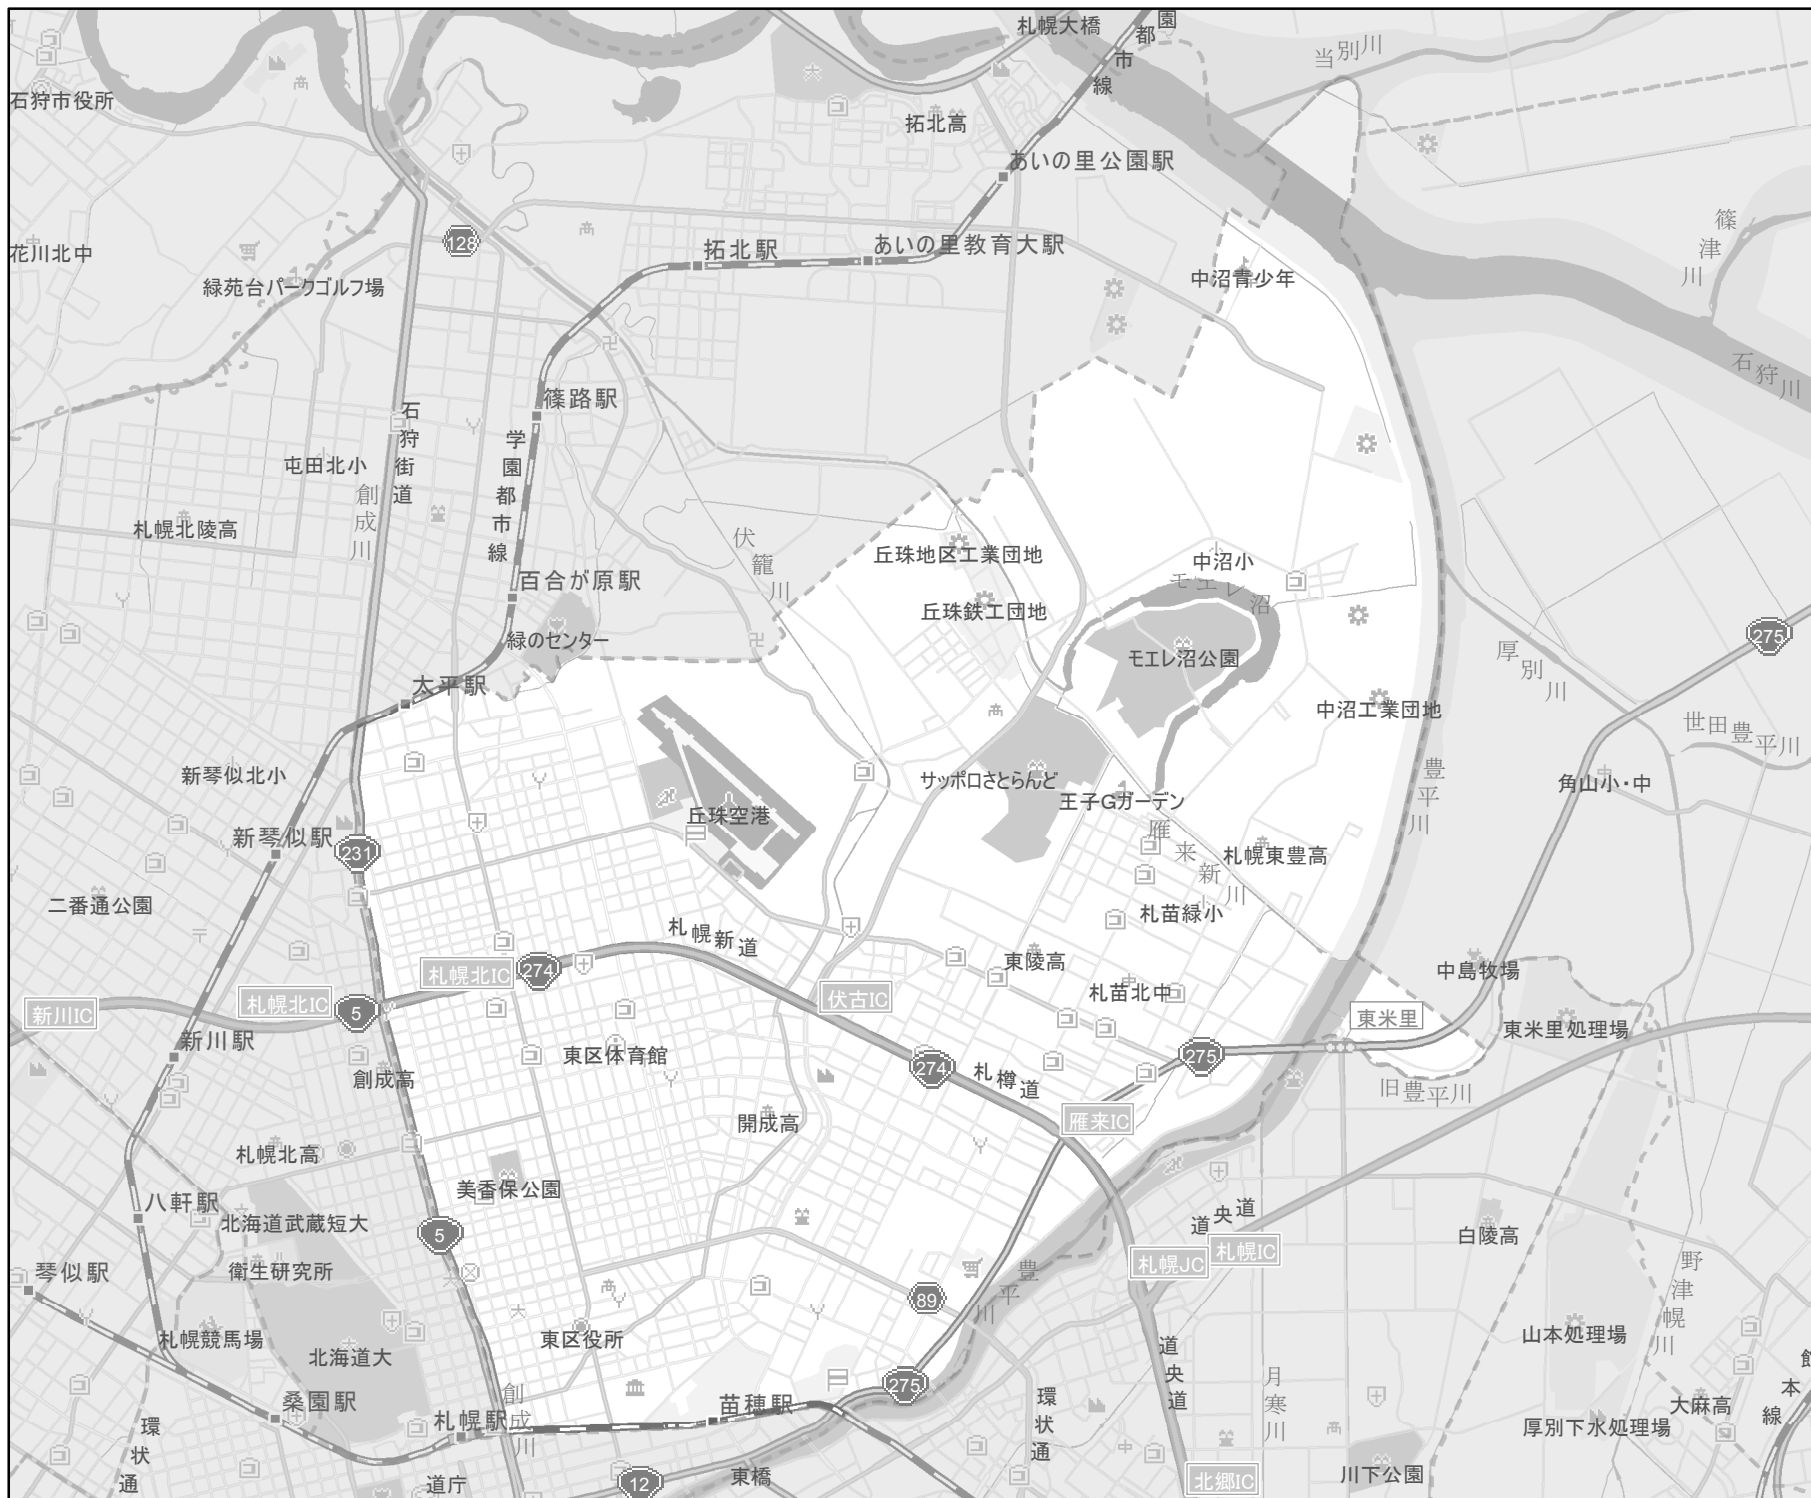 札幌大橋
学園都市線
当別川
石狩市役所
拓北高
あいの里公園駅
128
花川北中
拓北駅
あいの里教育大駅
篠津川
緑苑台パークゴルフ場
中沼青少年
石狩川
篠路駅
石狩街道
学園都市線
屯田北小
創成川
札幌北陵高
伏籠川
丘珠地区工業団地
中沼小
モエレ沼
百合が原駅
丘珠鉄工団地
緑のセンター
モエレ沼公園
275
厚別川
太平駅
中沼工業団地
世田豊平川
新琴似北小
サッポロさとらんど
王子Gガーデン
豊平川
角山小・中
丘珠空港
雁来新川
新琴似駅
231
札幌東豊高
二番通公園
札苗緑小
札幌新道
東陵高
中島牧場
札幌北IC
274
札苗北中
新川IC
札幌北IC
5
伏古IC
東米里
東米里処理場
新川駅
東区体育館
274
275
創成高
札樽道
旧豊平川
開成高
雁来IC
札幌北高
美香保公園
八軒駅
北海道武蔵短大
5
道央道
白陵高
衛生研究所
札幌JC
札幌IC
琴似駅
野津幌川
豊平川
89
札幌競馬場
東区役所
山本処理場
北海道大
道央道
275
月寒川
桑園駅
創成川
苗穂駅
環状通
大麻高
本線
札幌駅
環状通
厚別下水処理場
道庁
12
東橋
北郷IC
川下公園